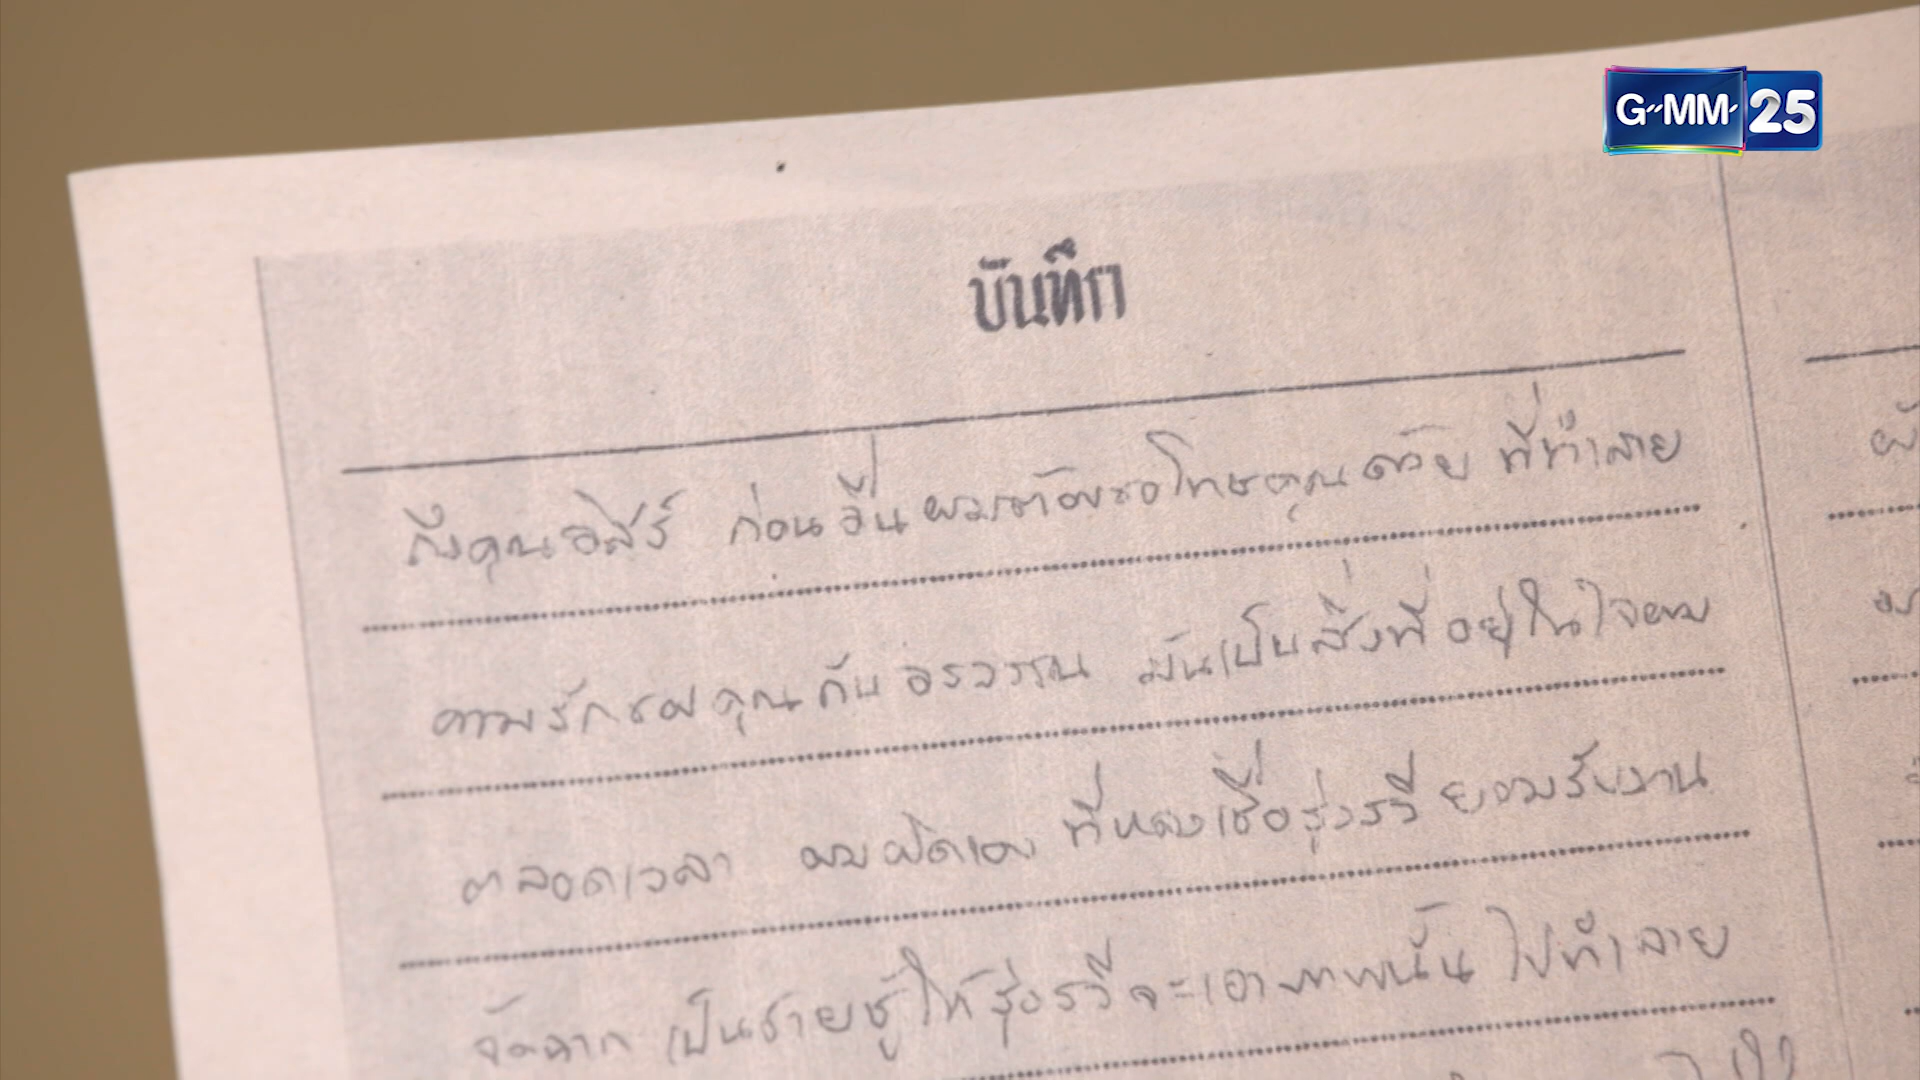 GMM 25
บันทึก
ถึงคุณอิสร์ ก่อนอื่นผมต้องขอโทษคุณด้วย ที่ทำลาย
ความรักของคุณกับอรวรรณ มันเป็นสิ่งที่อยู่ในใจผม
ตลอดเวลา ผมผิดเอง ที่หลงเชื่อรุ่งรวี ยอมรับงาน
จัดฉาก เป็นชายชู้ให้รุ่งรวีจะเอาภาพนั้น ไปทำลาย